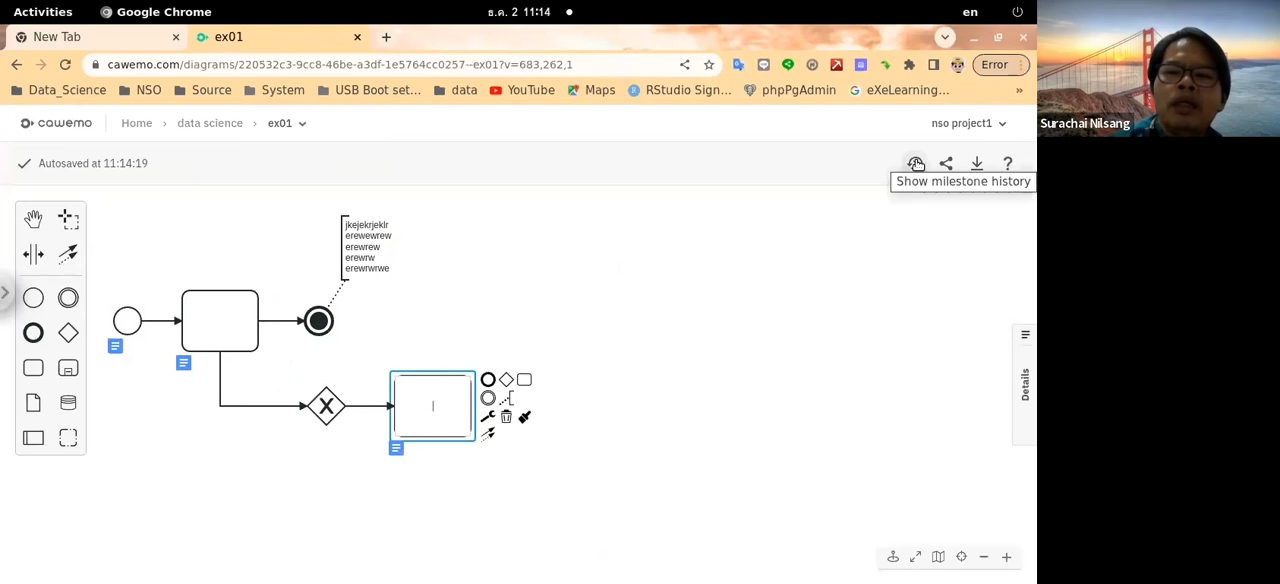 Activities
Google Chrome
ธ.ค. 2 11:14
en
New Tab
ex01
cawemo.com/diagrams/220532c3-9cc8-46be-a3df-1e5764cc0257--ex01?v=683,262,1
Error
Data_Science
NSO
Source
System
USB Boot set...
data
YouTube
Maps
RStudio Sign...
phpPgAdmin
eXeLearning...
»
cawemo
Home
data science
ex01
nso project1
Autosaved at 11:14:19
Show milestone history
jkejekrjeklr
erewewrew
erewrew
erewrw
erewrwrwe
Details
Surachai Nilsang